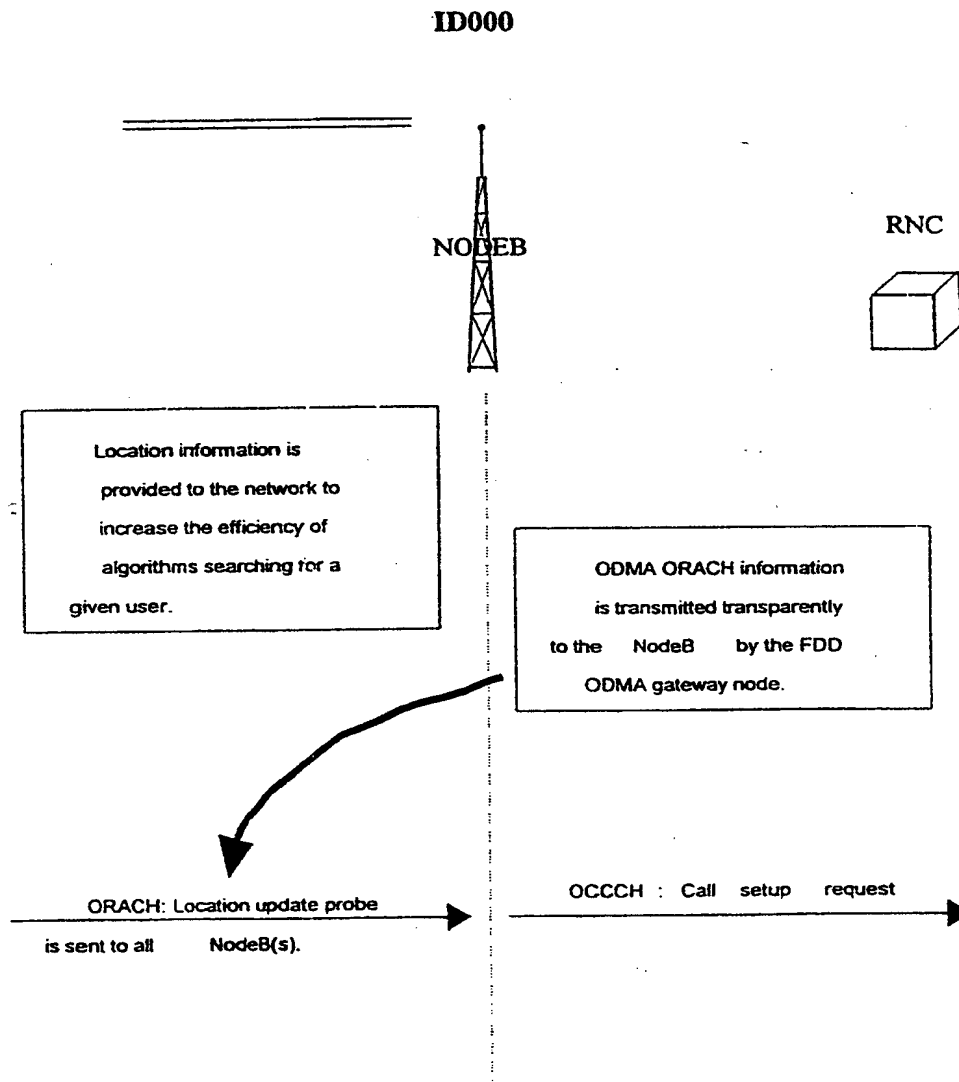 ID000
NODEB
RNC
Location information is
provided to the network to
increase the efficiency of
algorithms searching for a
given user.
ODMA ORACH information
is transmitted transparently
to the NodeB by the FDD
ODMA gateway node.
ORACH: Location update probe
is sent to all NodeB(s).
OCCCH : Call setup request